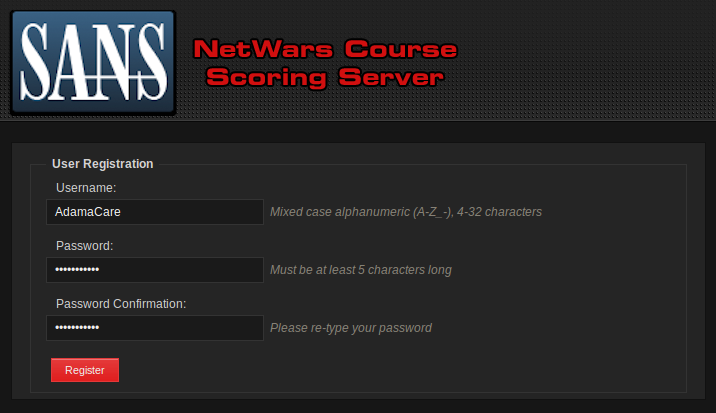 SANS
NetWars Course
Scoring Server
User Registration
Username:
AdamaCare
Mixed case alphanumeric (A-Z_-), 4-32 characters
Password:
•••••••••••
Must be at least 5 characters long
Password Confirmation:
•••••••••••
Please re-type your password
Register